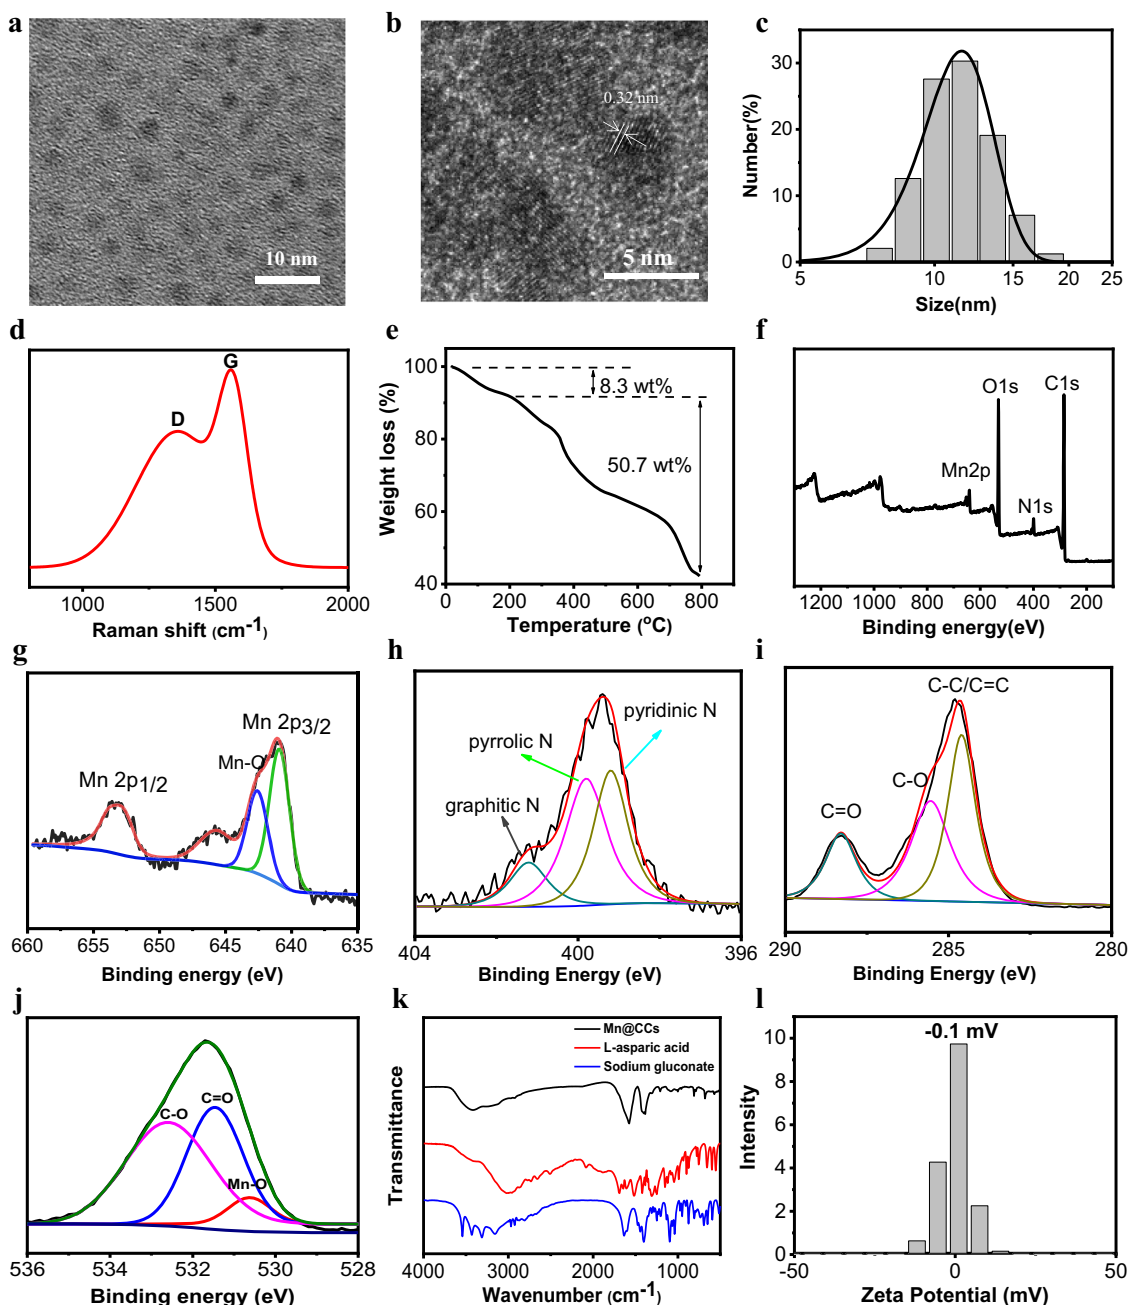 a
10 nm
b
0.32 nm
5 nm
c
Number(%)
30
20
10
0
5
10
15
20
25
Size(nm)
d
D
G
1000
1500
2000
Raman shift (cm-1)
e
Weight loss (%)
100
80
60
40
8.3 wt%
50.7 wt%
0
200
400
600
800
Temperature (oC)
f
O1s
C1s
Mn2p
N1s
1200
1000
800
600
400
200
Binding energy(eV)
g
Mn 2p3/2
Mn-O
Mn 2p1/2
660
655
650
645
640
635
Binding energy (eV)
h
pyridinic N
pyrrolic N
graphitic N
404
400
396
Binding Energy (eV)
i
C-C/C=C
C-O
C=O
290
285
280
Binding Energy (eV)
j
C-O
C=O
Mn-O
536
534
532
530
528
Binding energy (eV)
k
Mn@CCs
L-asparic acid
Sodium gluconate
Transmittance
4000
3000
2000
1000
Wavenumber (cm-1)
l
-0.1 mV
Intensity
10
8
6
4
2
0
-50
0
50
Zeta Potential (mV)